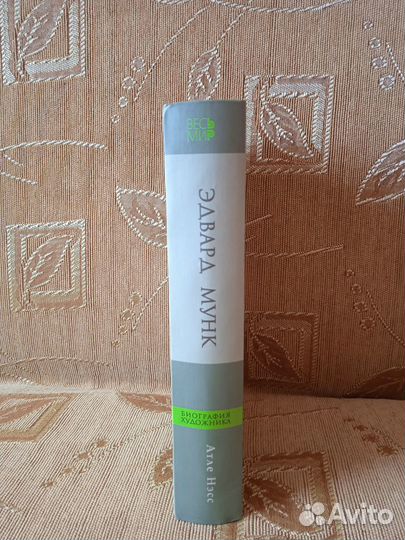 ВЕСЬ
МИР
ЭДВАРД МУНК
БИОГРАФИЯ
ХУДОЖНИКА
Атле Нэсс
Avito